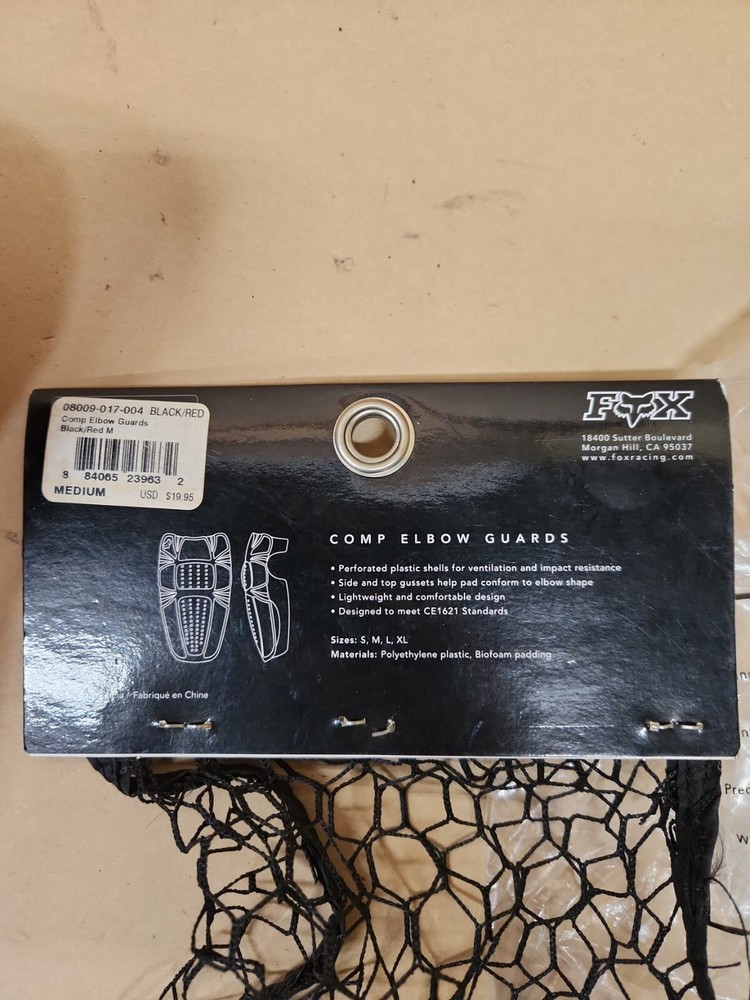 08009-017-004 BLACK/RED
Comp Elbow Guards
Black/Red M
8 84065 23963 2
MEDIUM USD $19.95
FOX
18400 Sutter Boulevard
Morgan Hill, CA 95037
www.foxracing.com
COMP ELBOW GUARDS
• Perforated plastic shells for ventilation and impact resistance
• Side and top gussets help pad conform to elbow shape
• Lightweight and comfortable design
• Designed to meet CE1621 Standards
Sizes: S, M, L, XL
Materials: Polyethylene plastic, Biofoam padding
/ Fabriqué en Chine